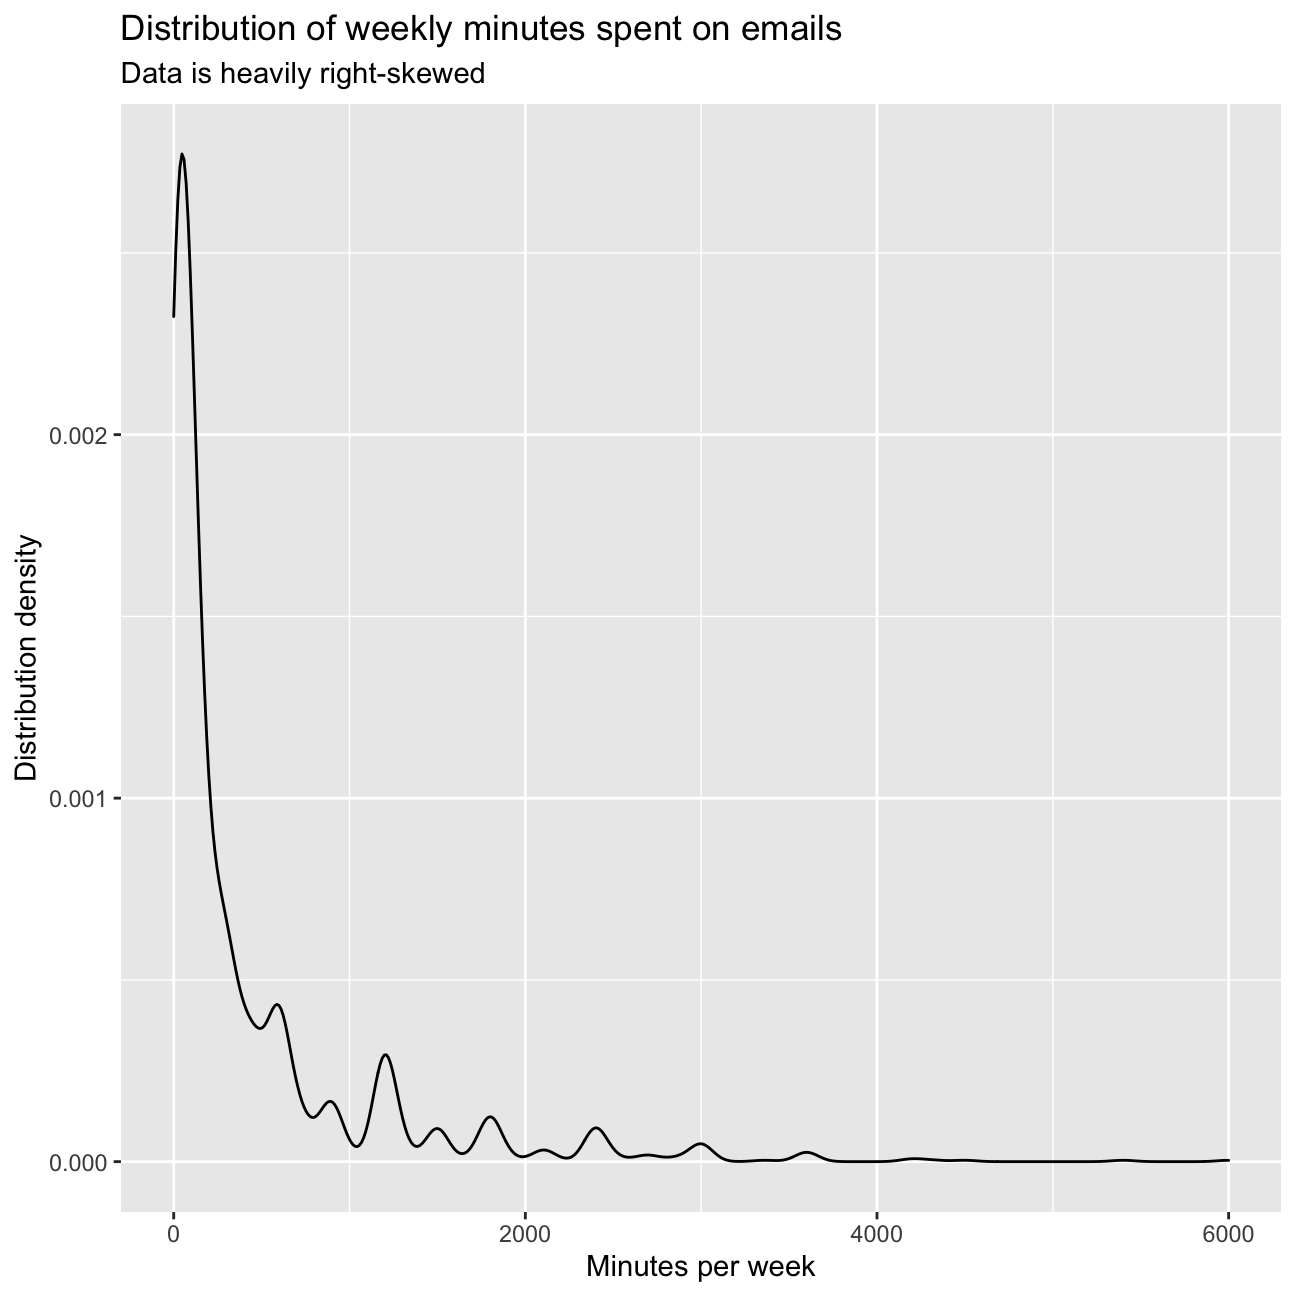 Distribution of weekly minutes spent on emails
Data is heavily right-skewed
Distribution density
0.002
0.001
0.000
0
2000
4000
6000
Minutes per week